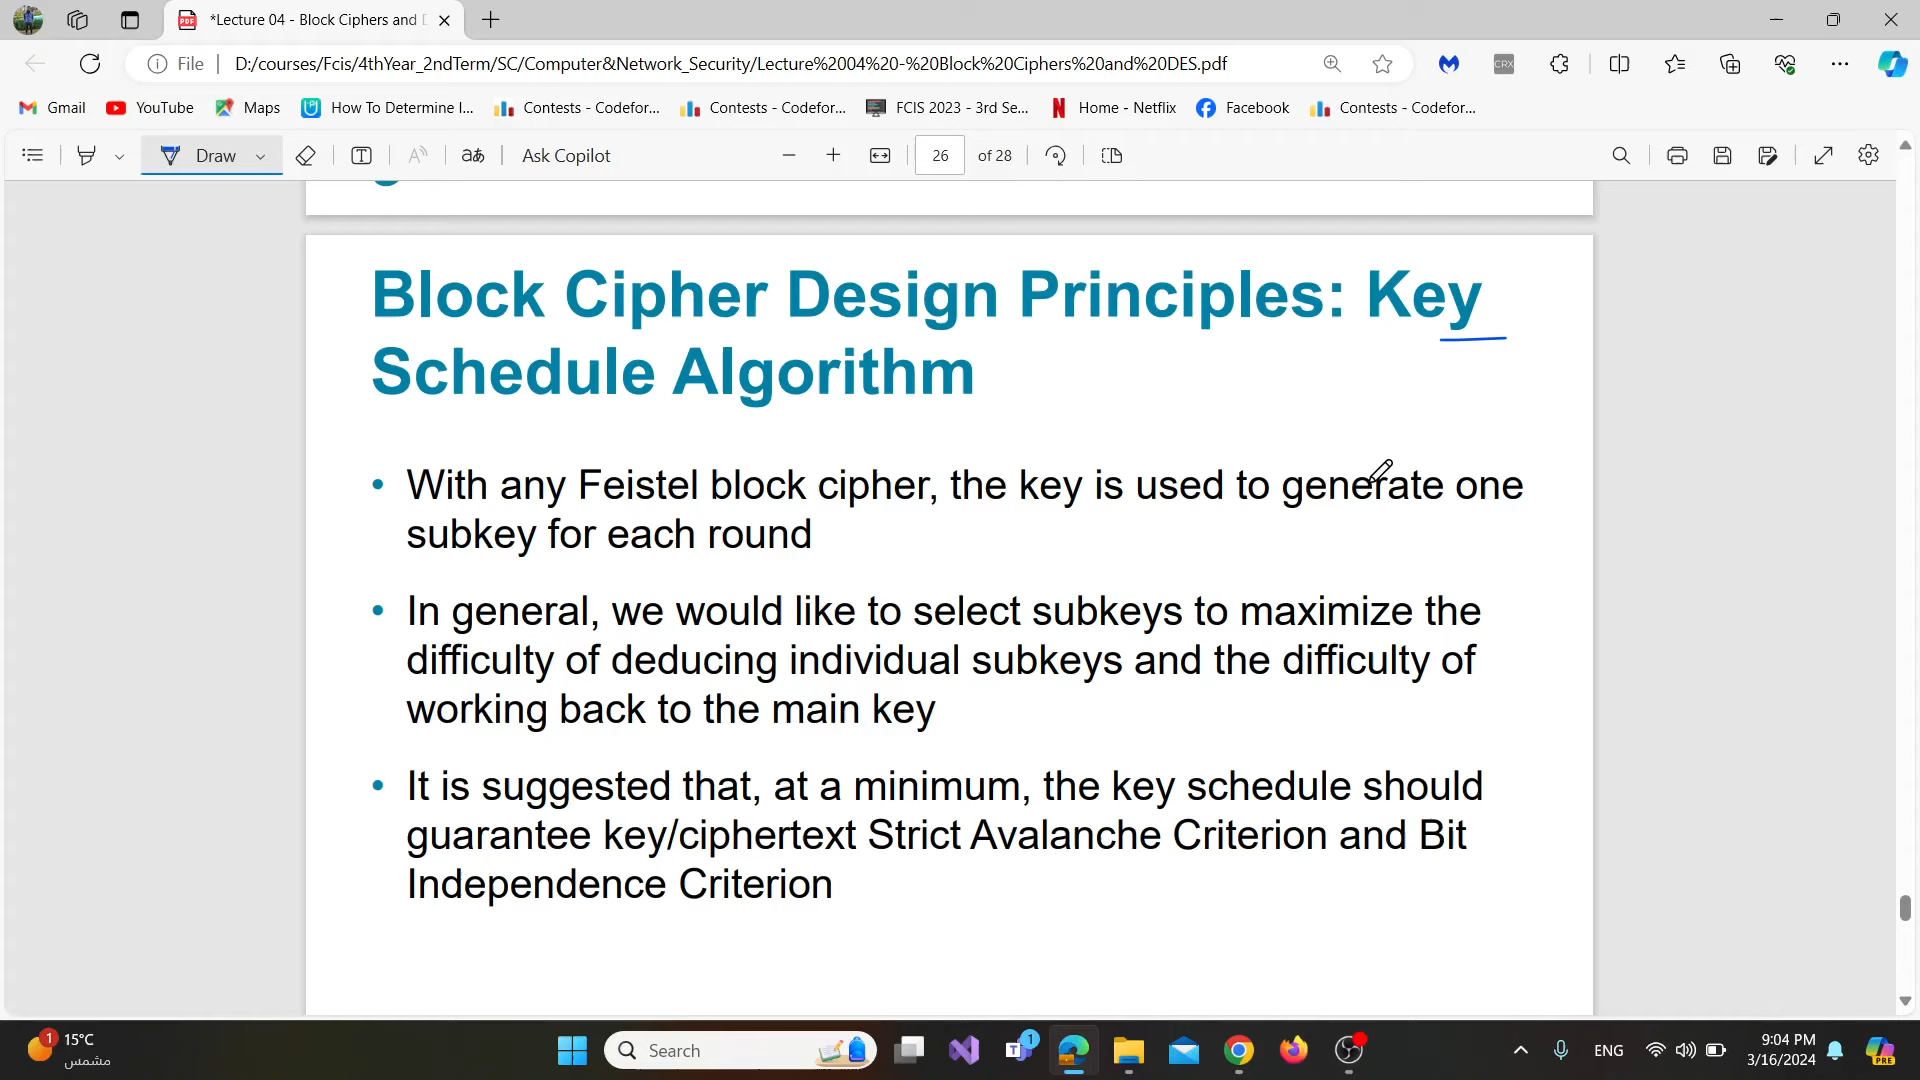 *Lecture 04 - Block Ciphers and D
File
D:/courses/Fcis/4thYear_2ndTerm/SC/Computer&Network_Security/Lecture%2004%20-%20Block%20Ciphers%20and%20DES.pdf
CRX
Gmail YouTube Maps How To Determine I... Contests - Codefor... Contests - Codefor... FCIS 2023 - 3rd Se... Home - Netflix Facebook Contests - Codefor...
Draw Ask Copilot 26 of 28
Block Cipher Design Principles: Key
Schedule Algorithm
• With any Feistel block cipher, the key is used to generate one
subkey for each round
• In general, we would like to select subkeys to maximize the
difficulty of deducing individual subkeys and the difficulty of
working back to the main key
• It is suggested that, at a minimum, the key schedule should
guarantee key/ciphertext Strict Avalanche Criterion and Bit
Independence Criterion
1
15°C
مشمس
Search
1
ENG
9:04 PM
3/16/2024
PRE